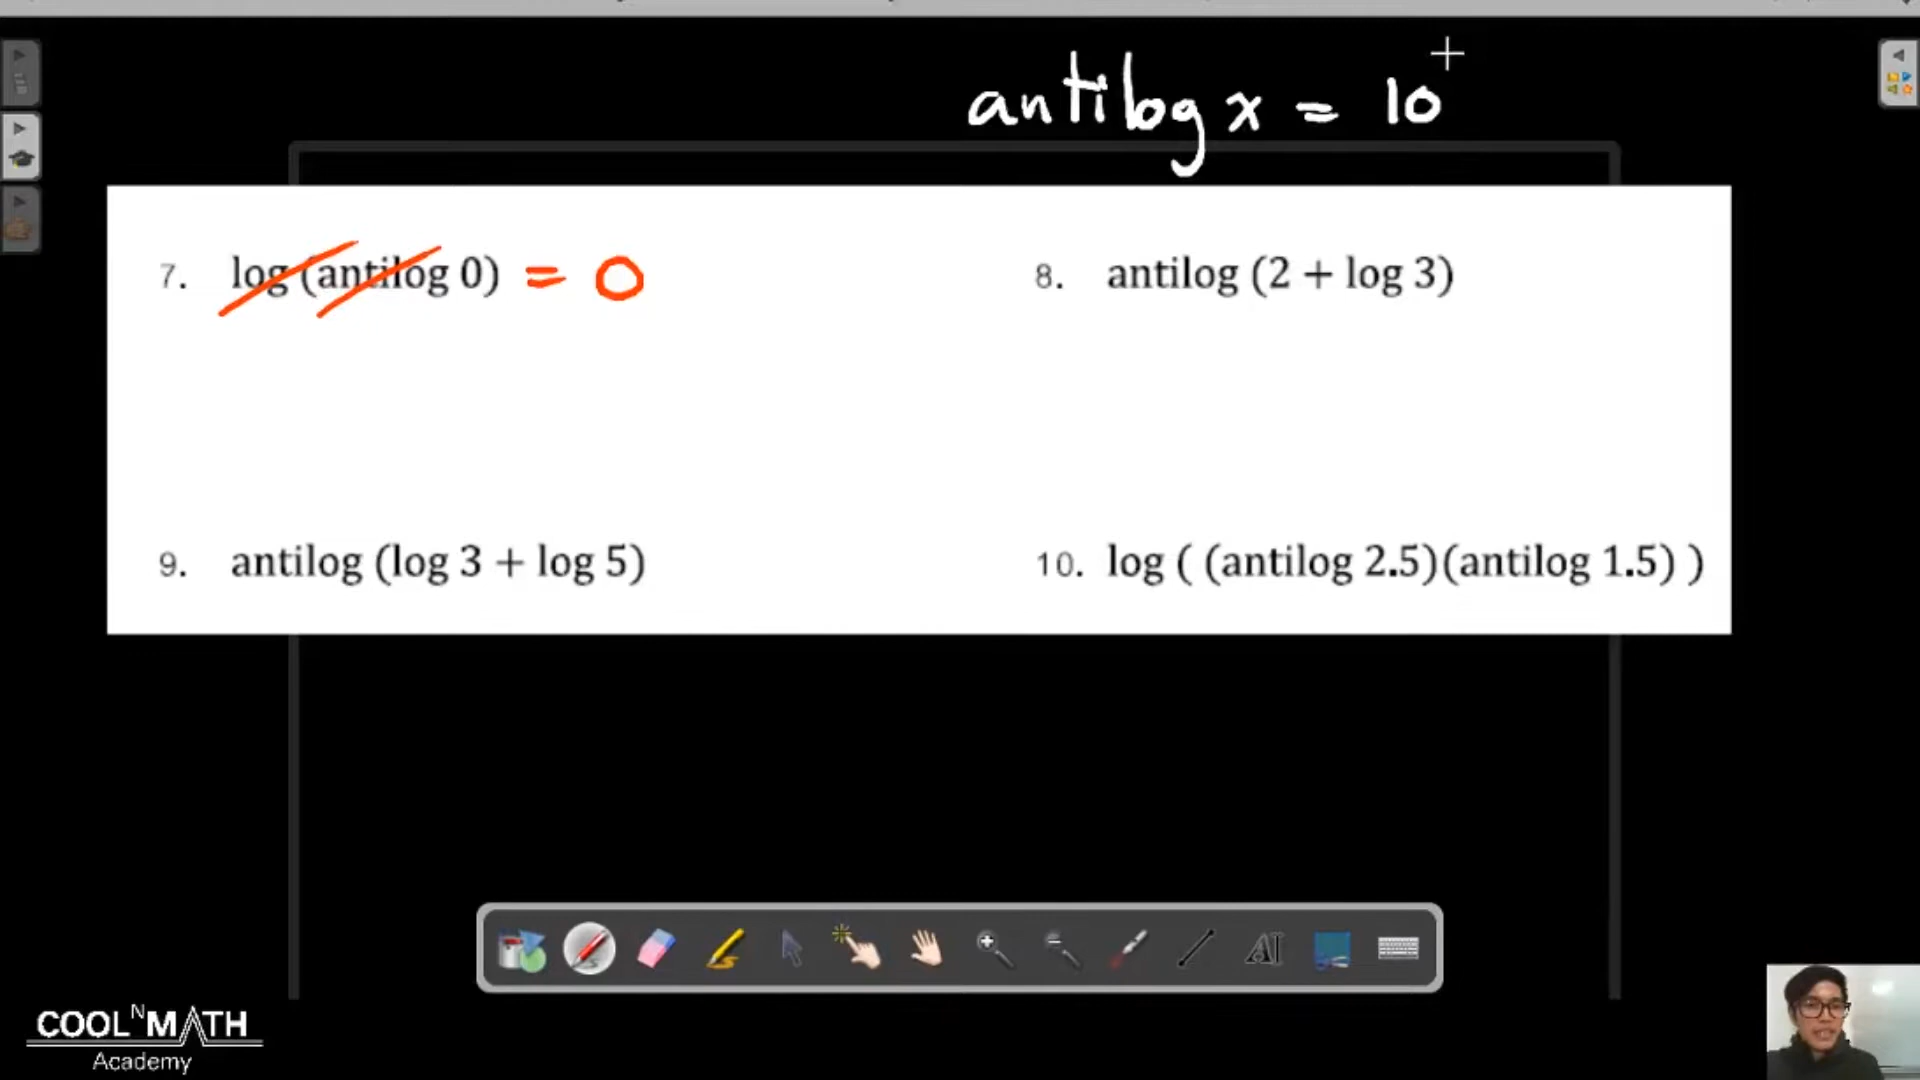 antilog x = 10
7. log (antilog 0) = 0
8. antilog (2 + log 3)
9. antilog (log 3 + log 5)
10. log ( (antilog 2.5)(antilog 1.5) )
AI
COOL N MATH
Academy